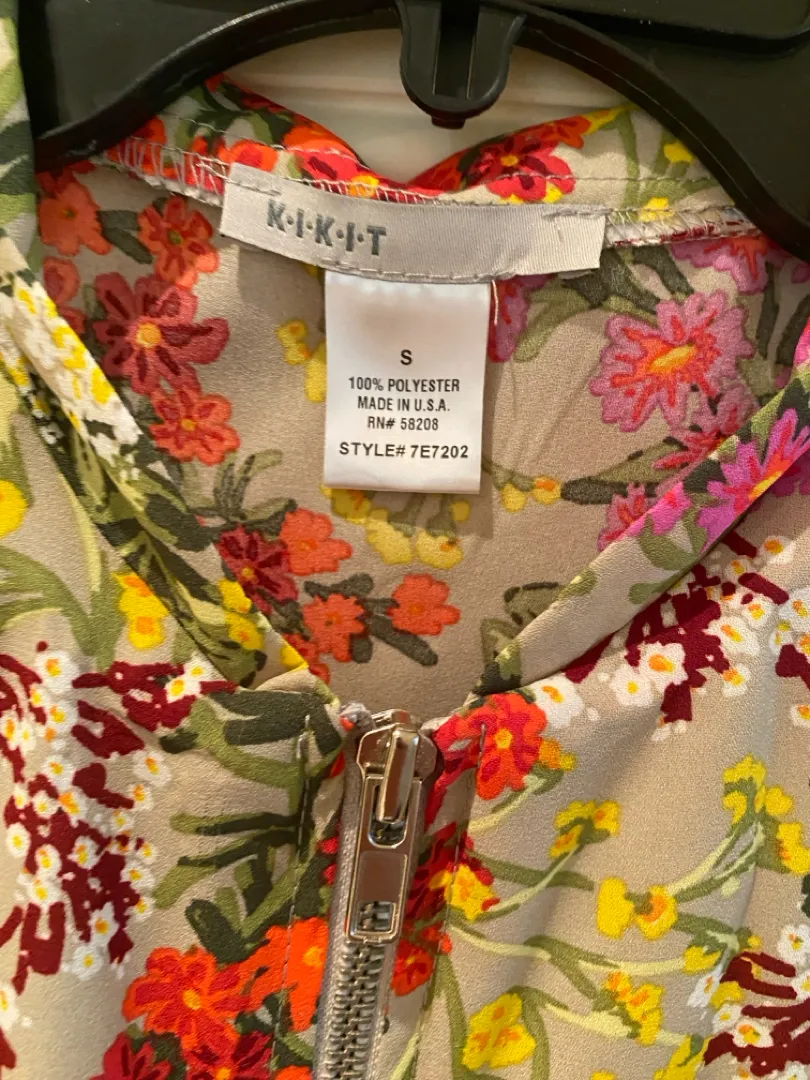 K·I·K·I·T
S
100% POLYESTER
MADE IN U.S.A.
RN# 58208
STYLE# 7E7202